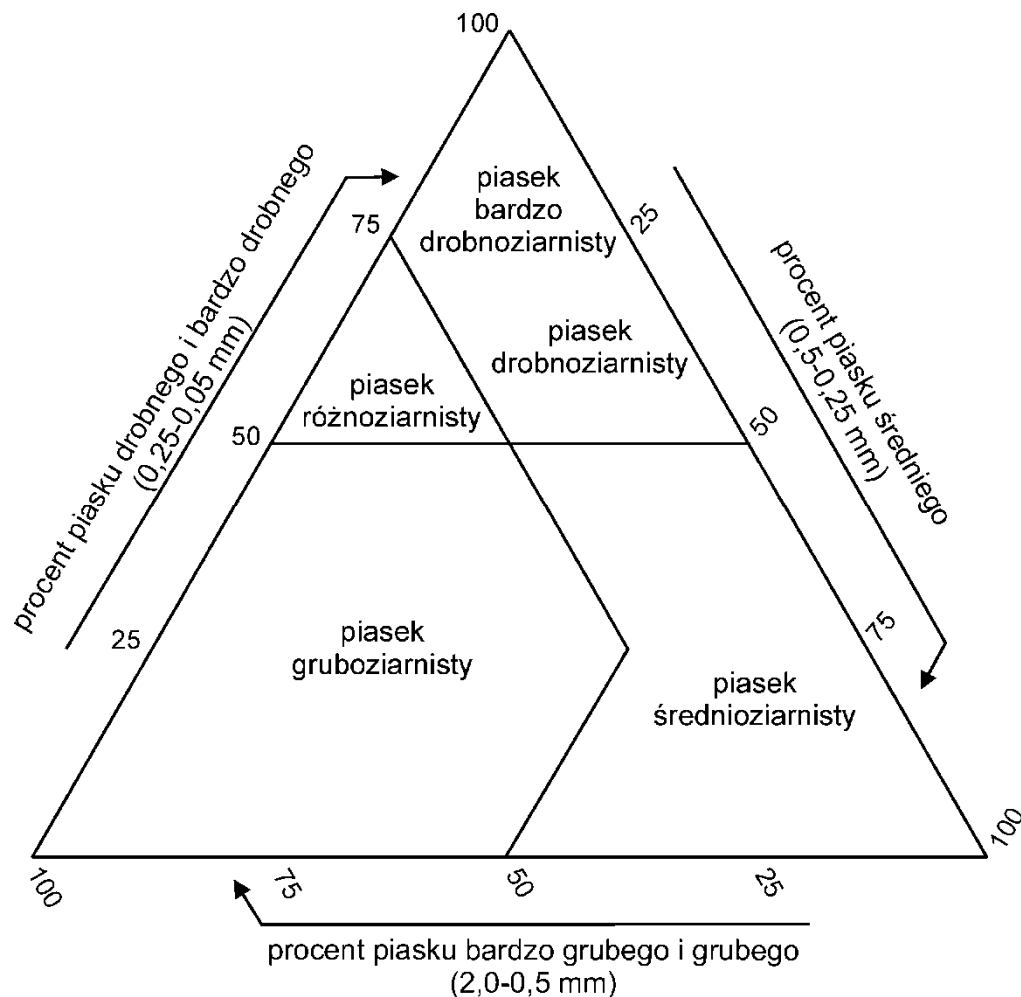 100
piasek
bardzo
drobnoziarnisty
procent piasku drobnego i bardzo drobnego
(0,25-0,05 mm)
75
25
procent piasku średniego
(0,5-0,25 mm)
piasek
drobnoziarnisty
piasek
różnoziarnisty
50
50
25
75
piasek
gruboziarnisty
piasek
średnioziarnisty
100
75
50
25
100
procent piasku bardzo grubego i grubego
(2,0-0,5 mm)